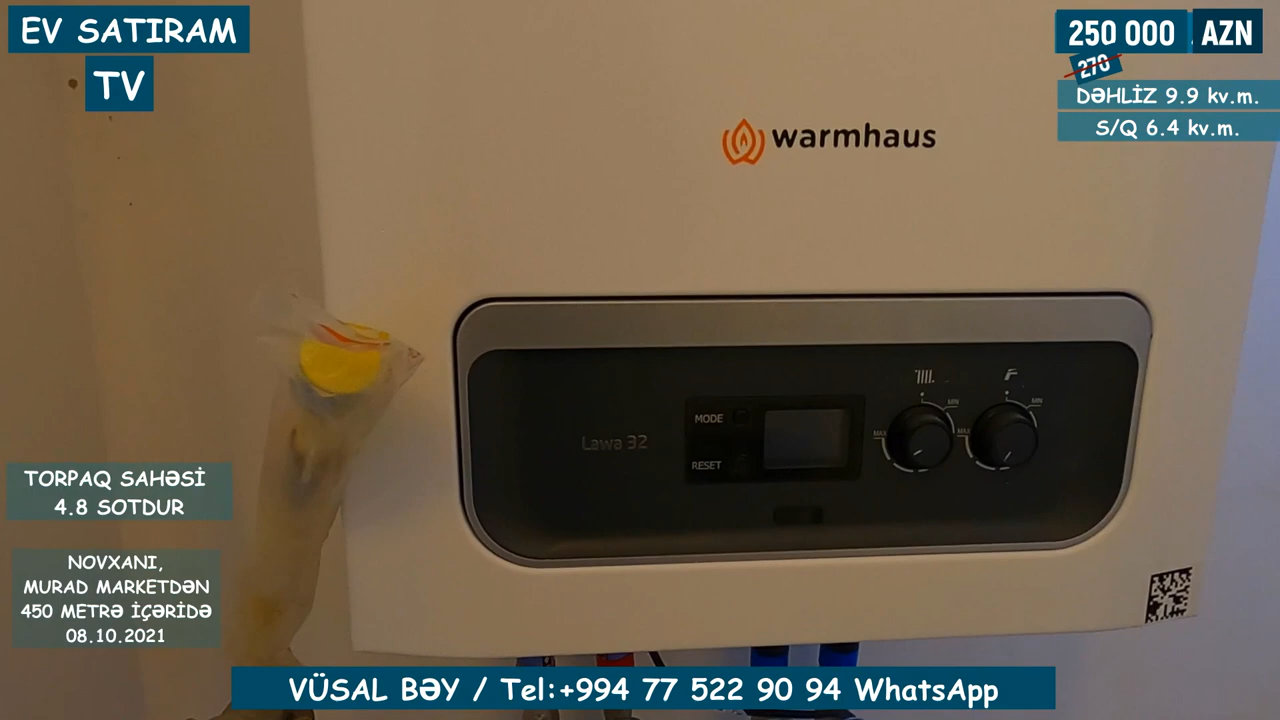 EV SATIRAM
TV
250 000 AZN
270
DƏHLİZ 9.9 kv.m.
S/Q 6.4 kv.m.
warmhaus
MIN
MIN
MODE
MAX
MAX
Lawa 32
RESET
TORPAQ SAHƏSİ
4.8 SOTDUR
NOVXANI,
MURAD MARKETDƏN
450 METRƏ İÇƏRİDƏ
08.10.2021
VÜSAL BƏY / Tel:+994 77 522 90 94 WhatsApp